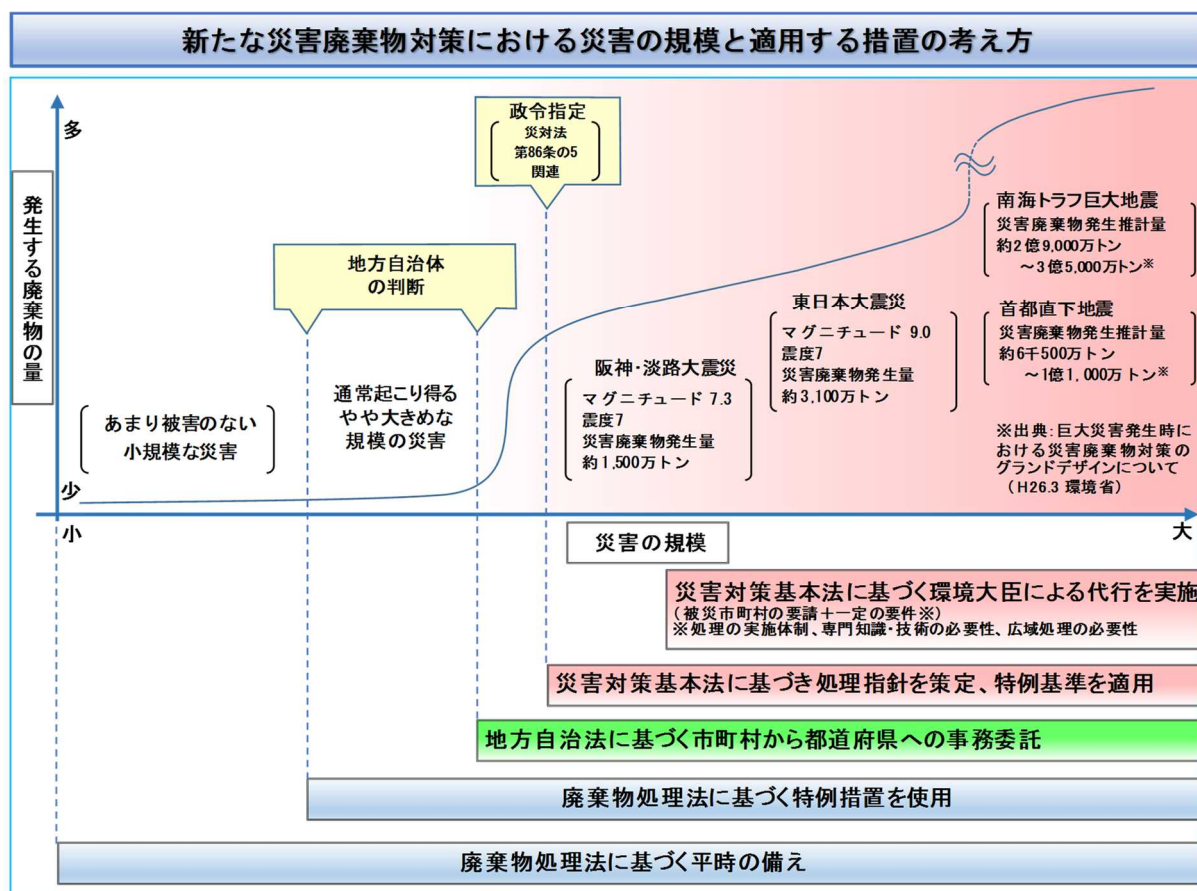 新たな災害廃棄物対策における災害の規模と適用する措置の考え方
多
発生する廃棄物の量
少
小
政令指定
災対法
第86条の5
関連
地方自治体
の判断
あまり被害のない
小規模な災害
通常起こり得る
やや大きめな
規模の災害
阪神・淡路大震災
マグニチュード 7.3
震度7
災害廃棄物発生量
約1,500万トン
東日本大震災
マグニチュード 9.0
震度7
災害廃棄物発生量
約3,100万トン
南海トラフ巨大地震
災害廃棄物発生推計量
約2億9,000万トン
～3億5,000万トン※
首都直下地震
災害廃棄物発生推計量
約6千500万トン
～1億1,000万トン※
※出典:巨大災害発生時に
おける災害廃棄物対策の
グランドデザインについて
（H26.3 環境省）
大
災害の規模
災害対策基本法に基づく環境大臣による代行を実施
（被災市町村の要請＋一定の要件※）
※処理の実施体制、専門知識・技術の必要性、広域処理の必要性
災害対策基本法に基づき処理指針を策定、特例基準を適用
地方自治法に基づく市町村から都道府県への事務委託
廃棄物処理法に基づく特例措置を使用
廃棄物処理法に基づく平時の備え